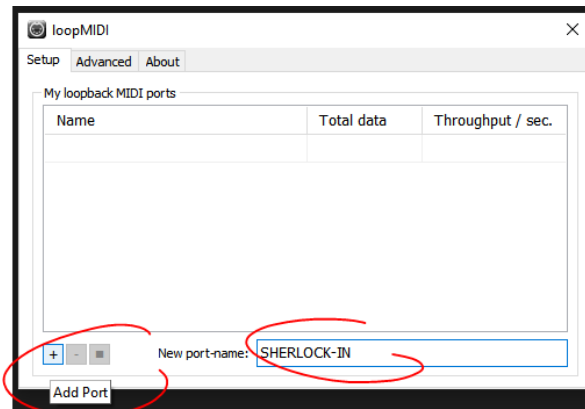 loopMIDI
Setup Advanced About
My loopback MIDI ports
Name Total data Throughput / sec.
+ - New port-name: SHERLOCK-IN
Add Port